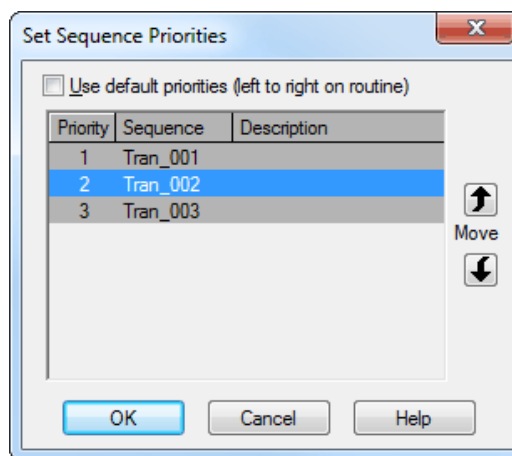 Set Sequence Priorities
Use default priorities (left to right on routine)
Priority Sequence Description
1 Tran_001
2 Tran_002
3 Tran_003
Move
OK Cancel Help